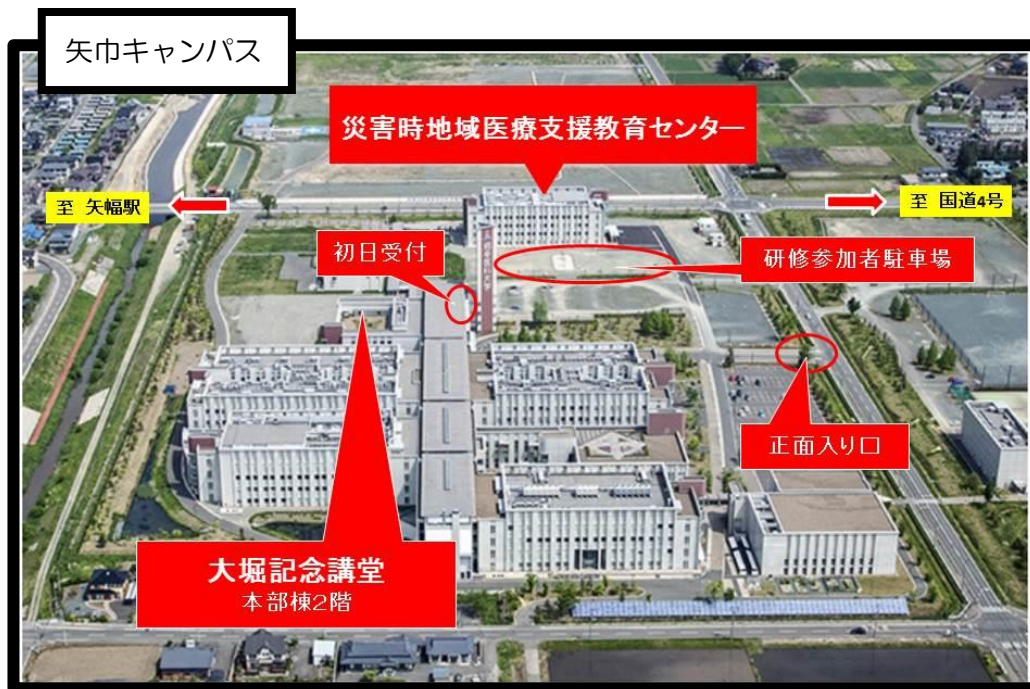 矢巾キャンパス
災害時地域医療支援教育センター
至 矢幅駅
至 国道4号
初日受付
研修参加者駐車場
正面入り口
大堀記念講堂
本部棟2階